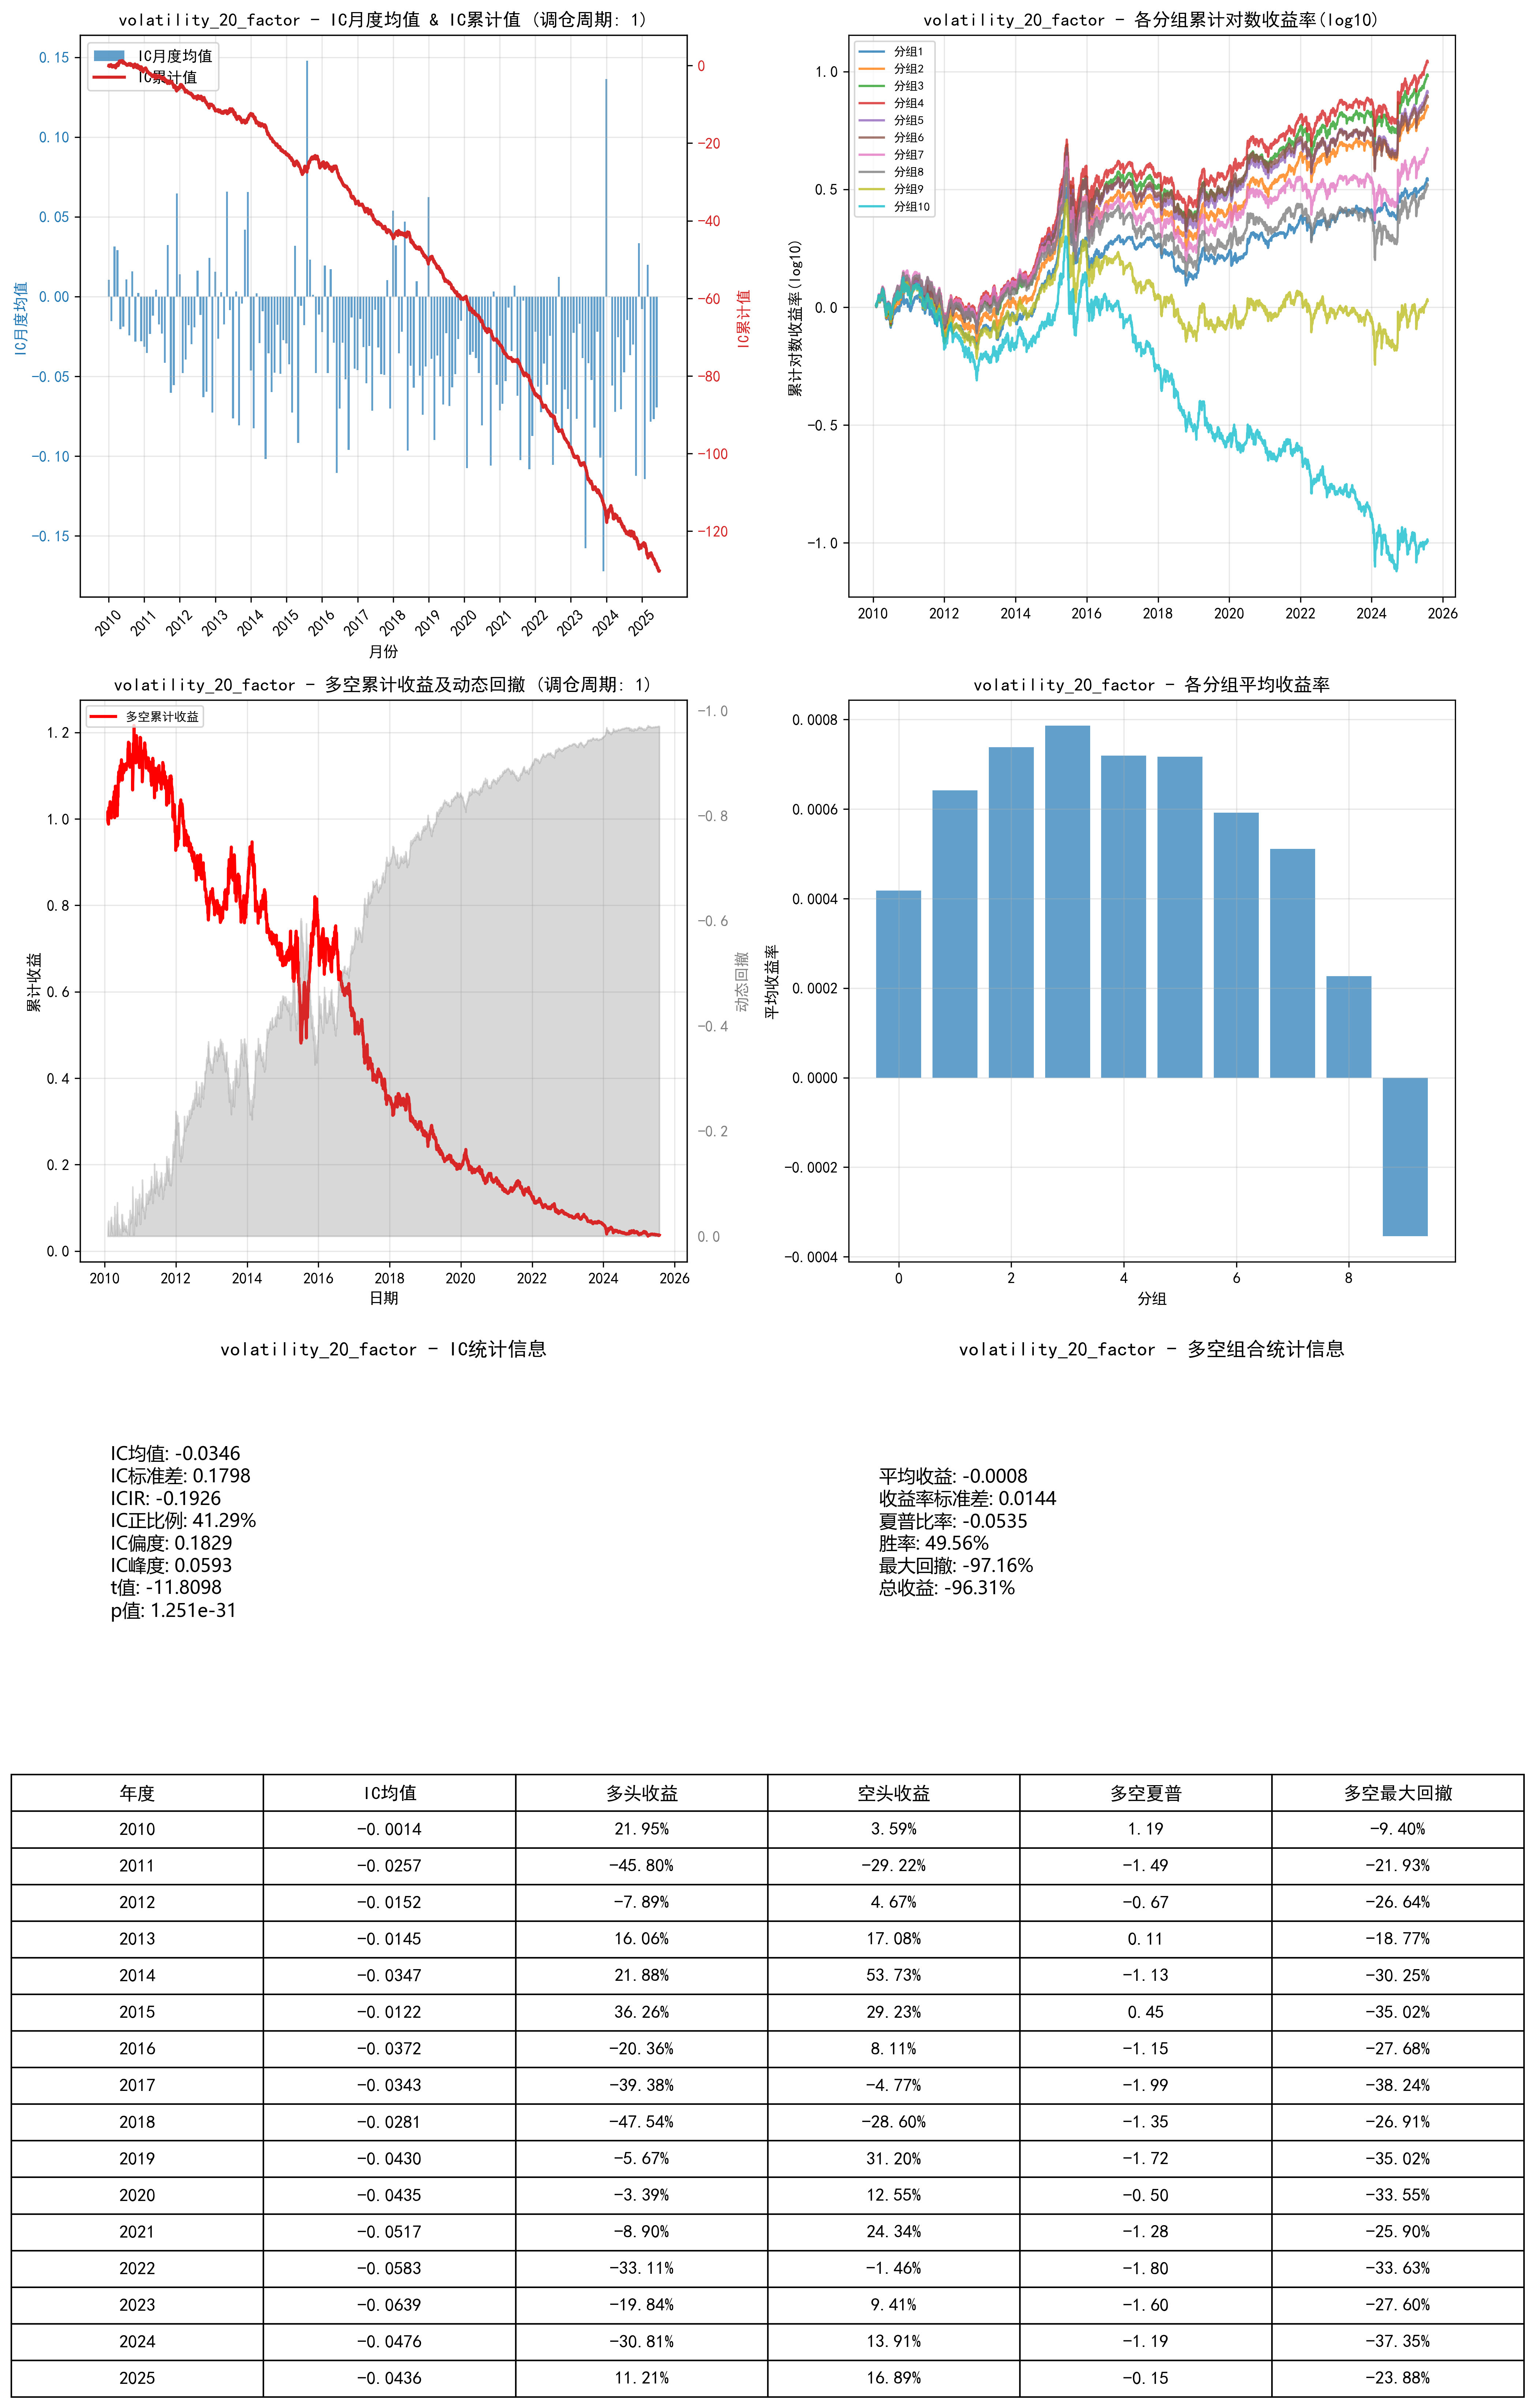 volatility_20_factor - IC月度均值 & IC累计值 (调仓周期: 1)
IC月度均值
IC累计值
0.15
0.10
0.05
0.00
-0.05
-0.10
-0.15
IC月度均值
0
-20
-40
-60
-80
-100
-120
IC累计值
2010
2011
2012
2013
2014
2015
2016
2017
2018
2019
2020
2021
2022
2023
2024
2025
月份
volatility_20_factor - 各分组累计对数收益率(log10)
分组1
分组2
分组3
分组4
分组5
分组6
分组7
分组8
分组9
分组10
1.0
0.5
0.0
-0.5
-1.0
累计对数收益率(log10)
2010
2012
2014
2016
2018
2020
2022
2024
2026
volatility_20_factor - 多空累计收益及动态回撤 (调仓周期: 1)
多空累计收益
1.2
1.0
0.8
0.6
0.4
0.2
0.0
累计收益
-1.0
-0.8
-0.6
-0.4
-0.2
0.0
动态回撤
2010
2012
2014
2016
2018
2020
2022
2024
2026
日期
volatility_20_factor - 各分组平均收益率
0.0008
0.0006
0.0004
0.0002
0.0000
-0.0002
-0.0004
平均收益率
0
2
4
6
8
分组
volatility_20_factor - IC统计信息
IC均值: -0.0346
IC标准差: 0.1798
ICIR: -0.1926
IC正比例: 41.29%
IC偏度: 0.1829
IC峰度: 0.0593
t值: -11.8098
p值: 1.251e-31
volatility_20_factor - 多空组合统计信息
平均收益: -0.0008
收益率标准差: 0.0144
夏普比率: -0.0535
胜率: 49.56%
最大回撤: -97.16%
总收益: -96.31%
年度 IC均值 多头收益 空头收益 多空夏普 多空最大回撤
2010 -0.0014 21.95% 3.59% 1.19 -9.40%
2011 -0.0257 -45.80% -29.22% -1.49 -21.93%
2012 -0.0152 -7.89% 4.67% -0.67 -26.64%
2013 -0.0145 16.06% 17.08% 0.11 -18.77%
2014 -0.0347 21.88% 53.73% -1.13 -30.25%
2015 -0.0122 36.26% 29.23% 0.45 -35.02%
2016 -0.0372 -20.36% 8.11% -1.15 -27.68%
2017 -0.0343 -39.38% -4.77% -1.99 -38.24%
2018 -0.0281 -47.54% -28.60% -1.35 -26.91%
2019 -0.0430 -5.67% 31.20% -1.72 -35.02%
2020 -0.0435 -3.39% 12.55% -0.50 -33.55%
2021 -0.0517 -8.90% 24.34% -1.28 -25.90%
2022 -0.0583 -33.11% -1.46% -1.80 -33.63%
2023 -0.0639 -19.84% 9.41% -1.60 -27.60%
2024 -0.0476 -30.81% 13.91% -1.19 -37.35%
2025 -0.0436 11.21% 16.89% -0.15 -23.88%